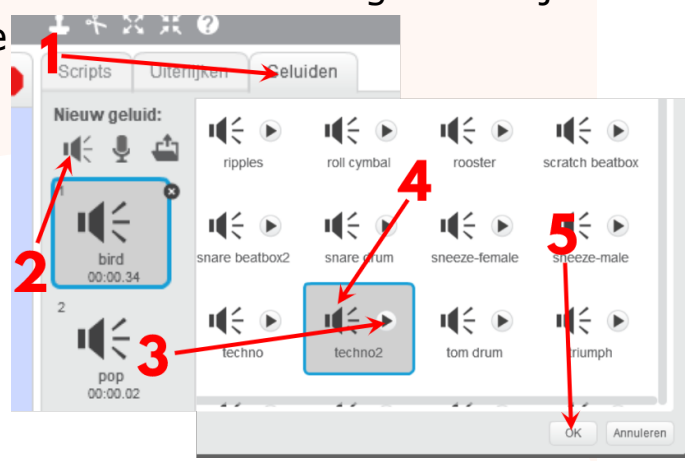 e
1
Scripts Uiterlijken Geluiden
Nieuw geluid:
1
bird
00:00.34
2
pop
00:00.02
2
3
4
5
ripples roll cymbal rooster scratch beatbox
snare beatbox2 snare drum sneeze-female sneeze-male
techno techno2 tom drum triumph
OK Annuleren